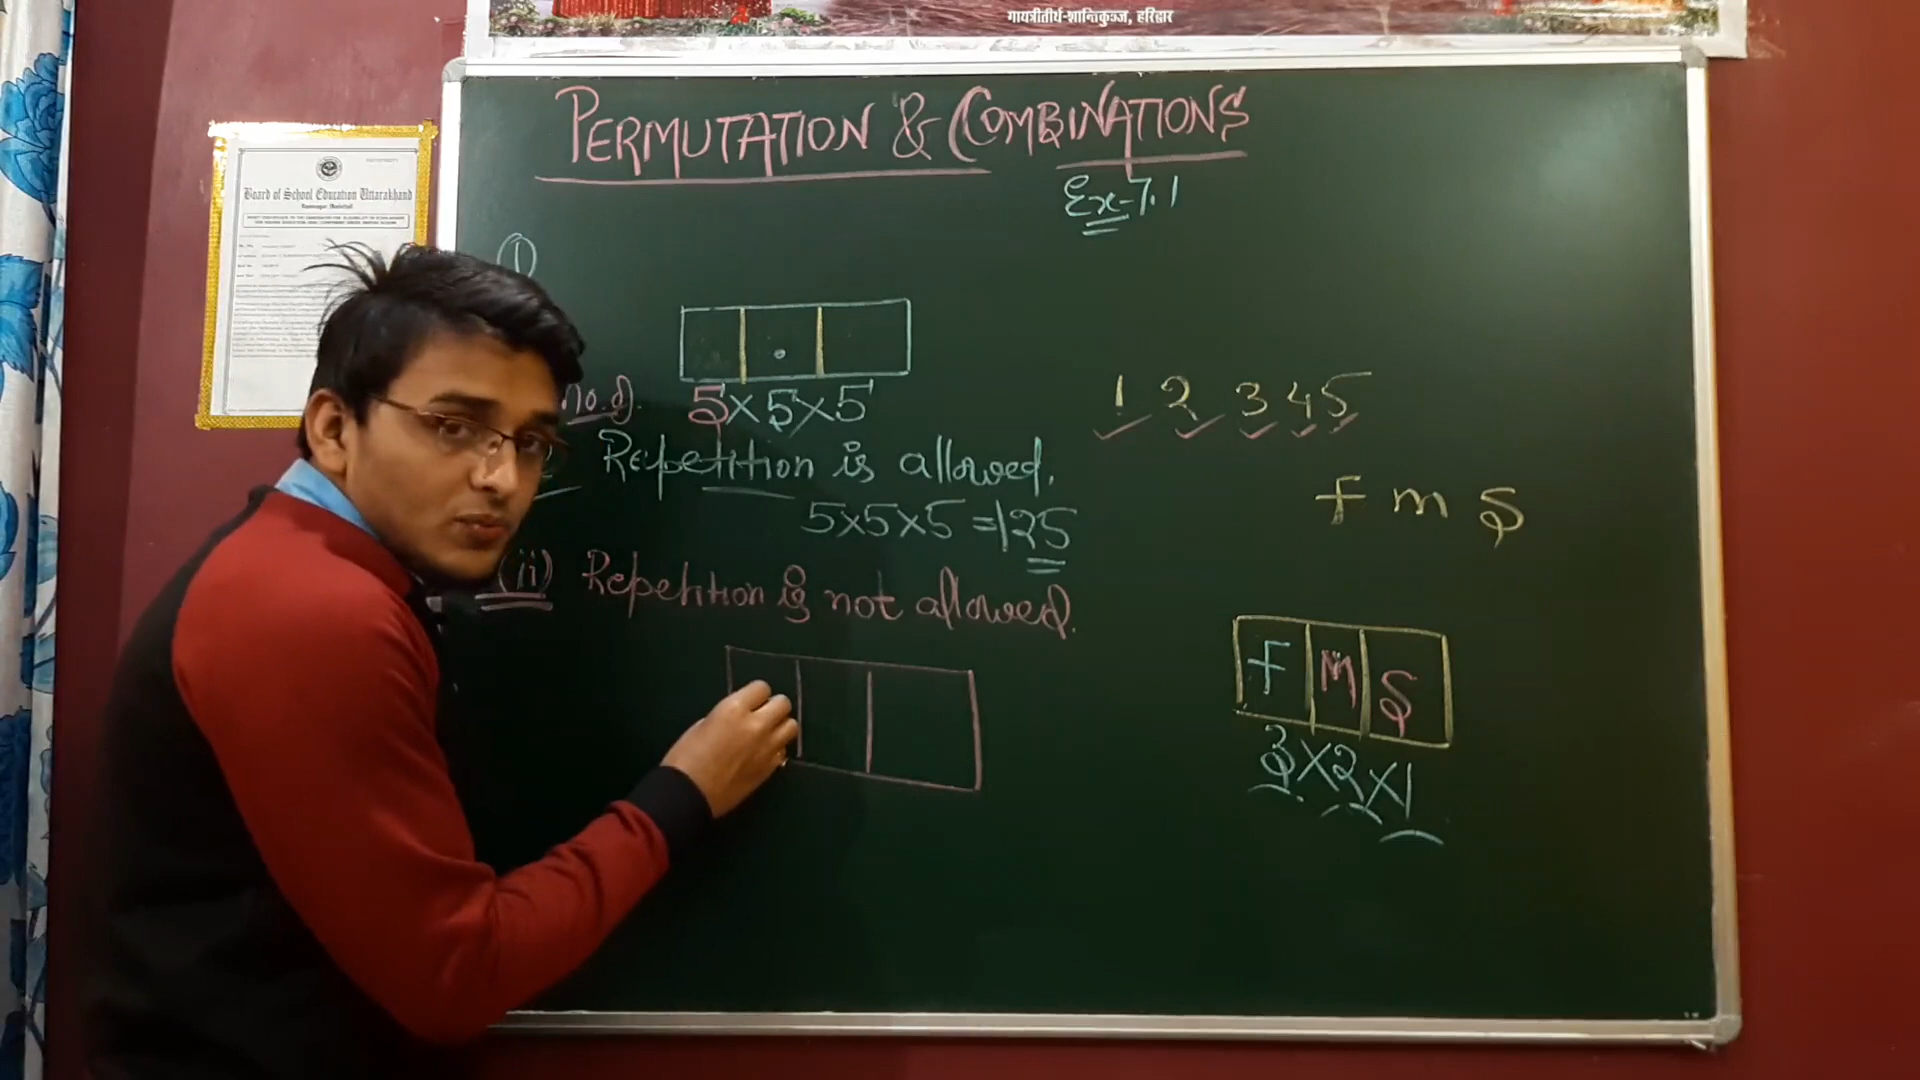 गायत्रीतीर्थ-शान्तिकुञ्ज, हरिद्वार
PERMUTATION & COMBINATIONS
Ex-7.1
Board of School Education Uttarakhand
①
no.of. 5×5×5
1 2 3 4 5
Repetition is allowed.
5×5×5=125
F M S
(ii) Repetition is not allowed.
F M S
3×2×1